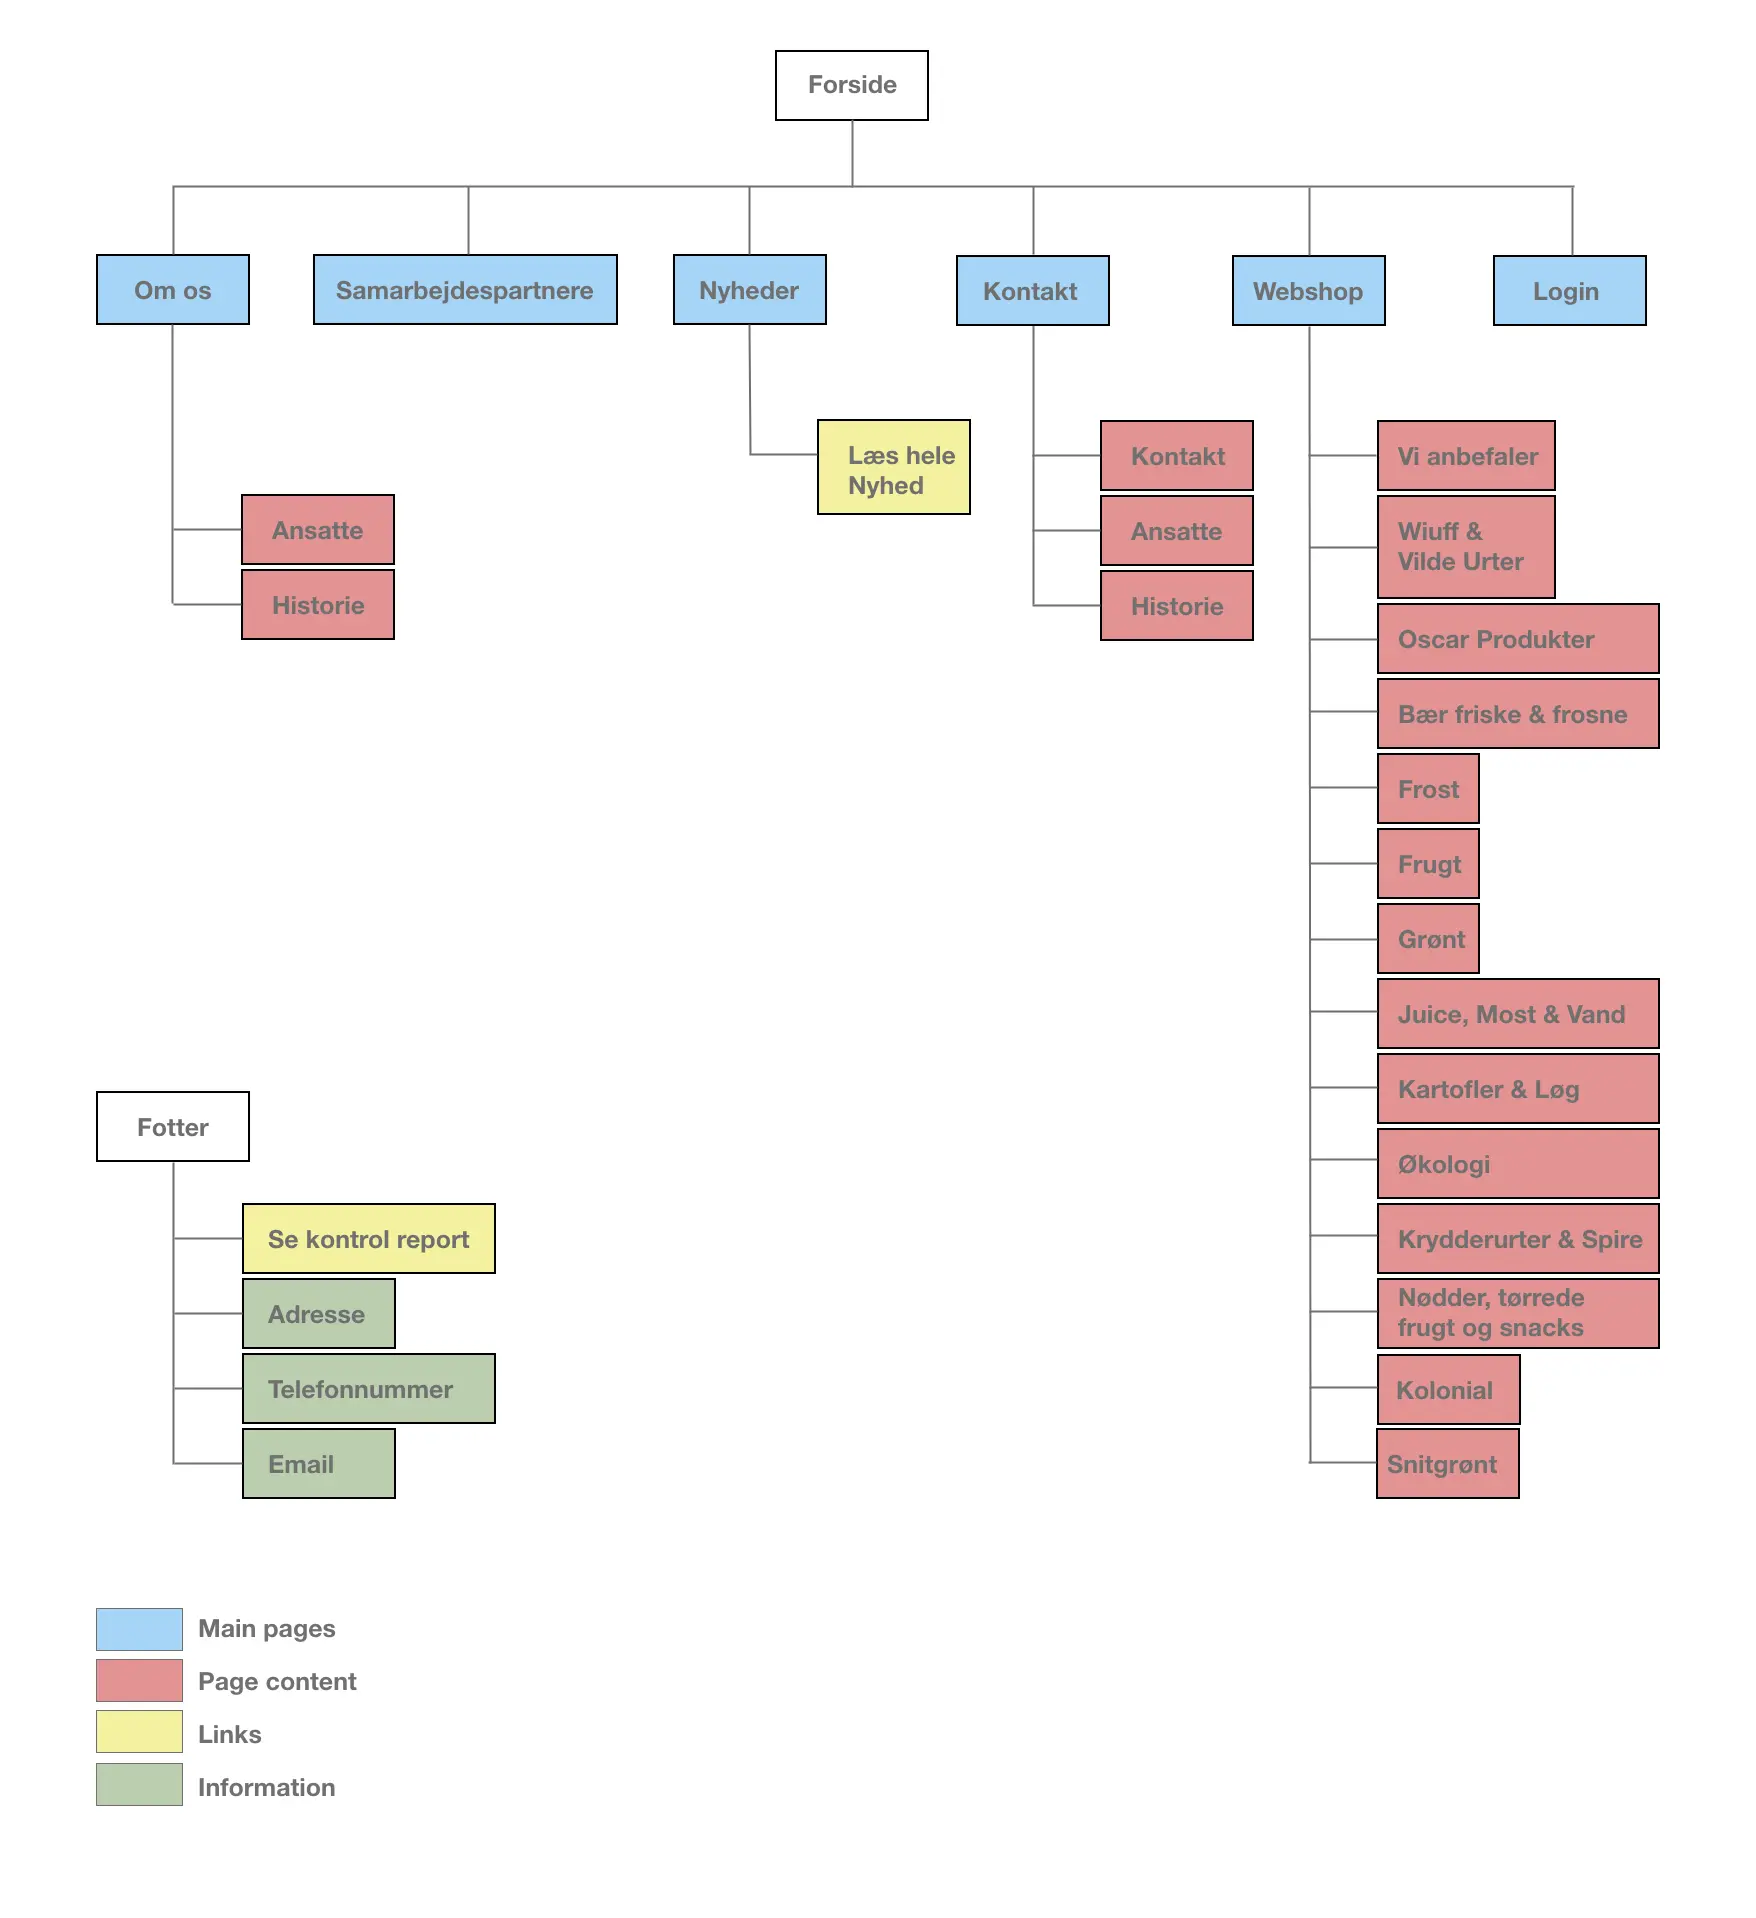 Forside
Om os
Samarbejdespartnere
Nyheder
Kontakt
Webshop
Login
Ansatte
Historie
Læs hele
Nyhed
Kontakt
Ansatte
Historie
Vi anbefaler
Wiuff &
Vilde Urter
Oscar Produkter
Bær friske & frosne
Frost
Frugt
Grønt
Juice, Most & Vand
Kartofler & Løg
Økologi
Krydderurter & Spire
Nødder, tørrede
frugt og snacks
Kolonial
Snitgrønt
Fotter
Se kontrol report
Adresse
Telefonnummer
Email
Main pages
Page content
Links
Information